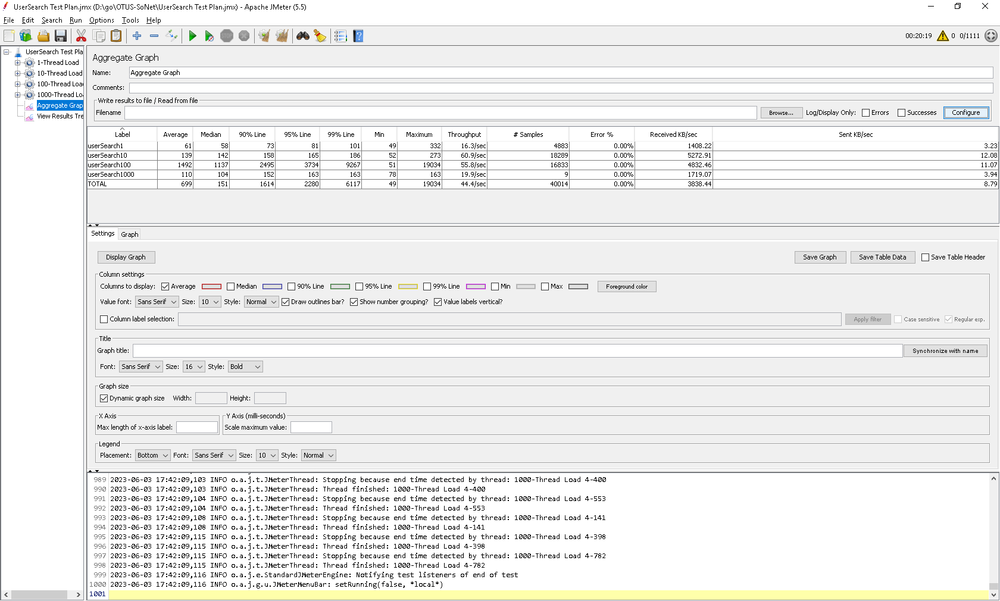 UserSearch Test Plan.jmx (D:\go\OTUS-SoNet\UserSearch Test Plan.jmx) - Apache JMeter (5.5)
File Edit Search Run Options Tools Help
STOP 00:20:19 0 0/1111
UserSearch Test Pla
1-Thread Load
10-Thread Load
100-Thread Loa
1000-Thread Lo
Aggregate Grap
View Results Tre
Aggregate Graph
Name: Aggregate Graph
Comments:
Write results to file / Read from file
Filename Browse... Log/Display Only: Errors Successes Configure
Label Average Median 90% Line 95% Line 99% Line Min Maximum Throughput # Samples Error % Received KB/sec Sent KB/sec
userSearch1 61 58 73 81 101 49 332 16.3/sec 4883 0.00% 1408.22 3.23
userSearch10 139 142 158 165 186 52 273 60.9/sec 18289 0.00% 5272.91 12.08
userSearch100 1492 1137 2495 3734 9267 51 19034 55.8/sec 16833 0.00% 4832.46 11.07
userSearch1000 110 104 152 163 163 78 163 19.9/sec 9 0.00% 1719.07 3.94
TOTAL 699 151 1614 2280 6117 49 19034 44.4/sec 40014 0.00% 3838.44 8.79
Settings Graph
Display Graph Save Graph Save Table Data Save Table Header
Column settings
Columns to display: Average Median 90% Line 95% Line 99% Line Min Max Foreground color
Value font: Sans Serif Size: 10 Style: Normal Draw outlines bar? Show number grouping? Value labels vertical?
Column label selection: Apply filter Case sensitive Regular exp.
Title
Graph title: Synchronize with name
Font: Sans Serif Size: 16 Style: Bold
Graph size
Dynamic graph size Width: Height:
X Axis Y Axis (milli-seconds)
Max length of x-axis label: Scale maximum value:
Legend
Placement: Bottom Font: Sans Serif Size: 10 Style: Normal
989 2023-06-03 17:42:09,103 INFO o.a.j.t.JMeterThread: Stopping because end time detected by thread: 1000-Thread Load 4-400
990 2023-06-03 17:42:09,103 INFO o.a.j.t.JMeterThread: Thread finished: 1000-Thread Load 4-400
991 2023-06-03 17:42:09,104 INFO o.a.j.t.JMeterThread: Stopping because end time detected by thread: 1000-Thread Load 4-553
992 2023-06-03 17:42:09,104 INFO o.a.j.t.JMeterThread: Thread finished: 1000-Thread Load 4-553
993 2023-06-03 17:42:09,108 INFO o.a.j.t.JMeterThread: Stopping because end time detected by thread: 1000-Thread Load 4-141
994 2023-06-03 17:42:09,108 INFO o.a.j.t.JMeterThread: Thread finished: 1000-Thread Load 4-141
995 2023-06-03 17:42:09,115 INFO o.a.j.t.JMeterThread: Stopping because end time detected by thread: 1000-Thread Load 4-398
996 2023-06-03 17:42:09,115 INFO o.a.j.t.JMeterThread: Thread finished: 1000-Thread Load 4-398
997 2023-06-03 17:42:09,115 INFO o.a.j.t.JMeterThread: Stopping because end time detected by thread: 1000-Thread Load 4-782
998 2023-06-03 17:42:09,115 INFO o.a.j.t.JMeterThread: Thread finished: 1000-Thread Load 4-782
999 2023-06-03 17:42:09,116 INFO o.a.j.e.StandardJMeterEngine: Notifying test listeners of end of test
1000 2023-06-03 17:42:09,116 INFO o.a.j.g.u.JMeterMenuBar: setRunning(false, *local*)
1001